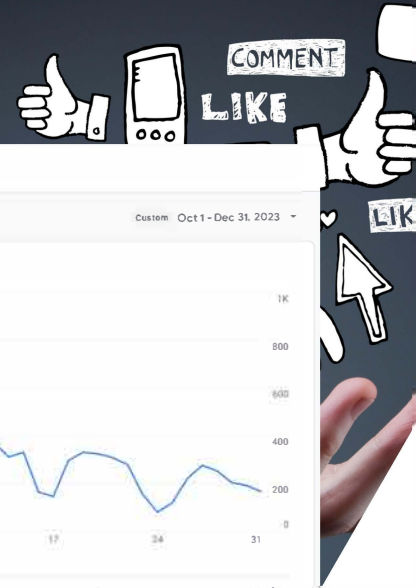 COMMENT
LIKE
Custom Oct 1 - Dec 31, 2023
LIK
1K
800
600
400
200
0
17 24 31